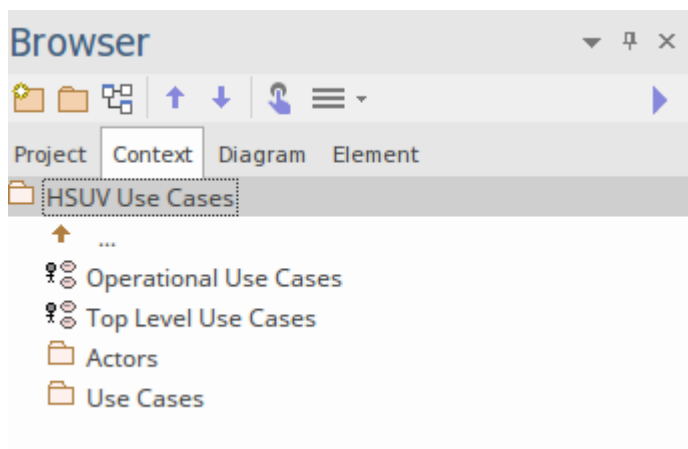 Browser
Project Context Diagram Element
HSUV Use Cases
...
Operational Use Cases
Top Level Use Cases
Actors
Use Cases